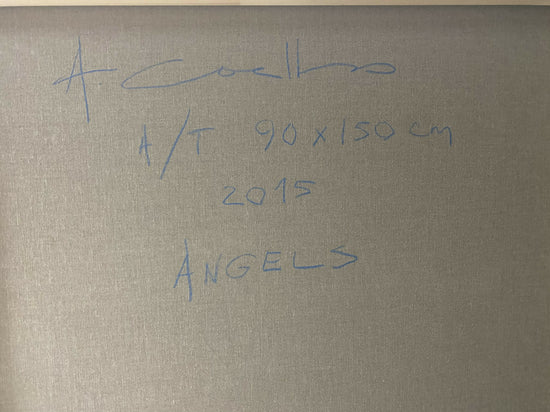 A. Coelho
A/T 90 x 150 cm
2015
ANGELS